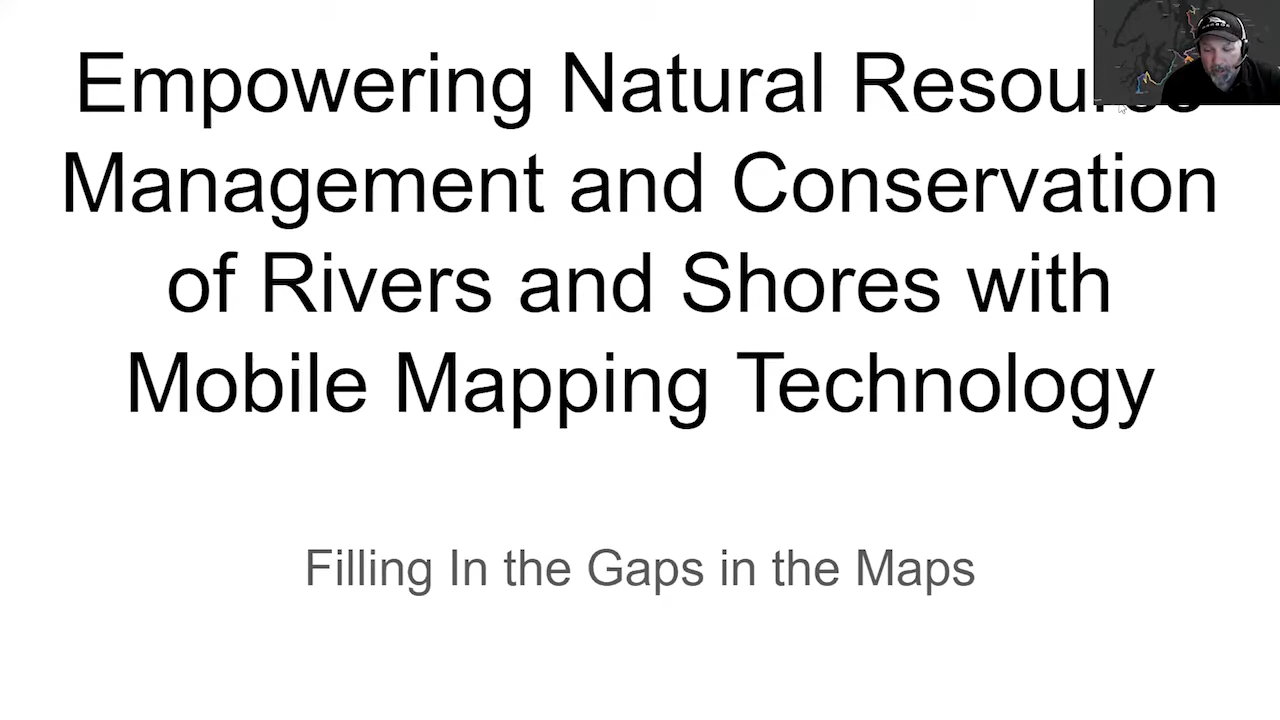 Empowering Natural Resource
Management and Conservation
of Rivers and Shores with
Mobile Mapping Technology
Filling In the Gaps in the Maps